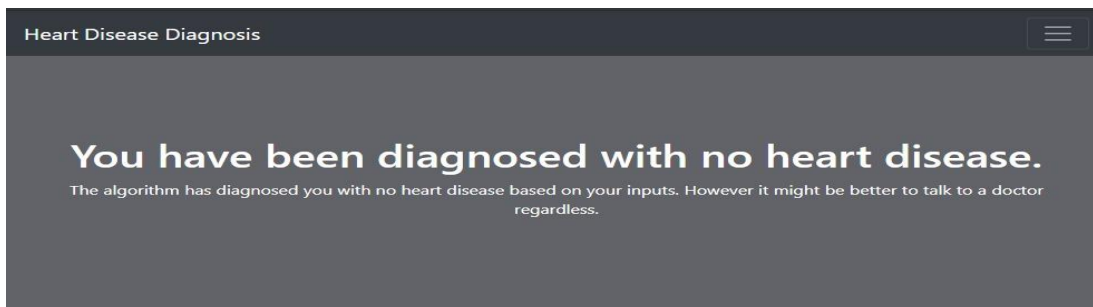 Heart Disease Diagnosis
You have been diagnosed with no heart disease.
The algorithm has diagnosed you with no heart disease based on your inputs. However it might be better to talk to a doctor
regardless.